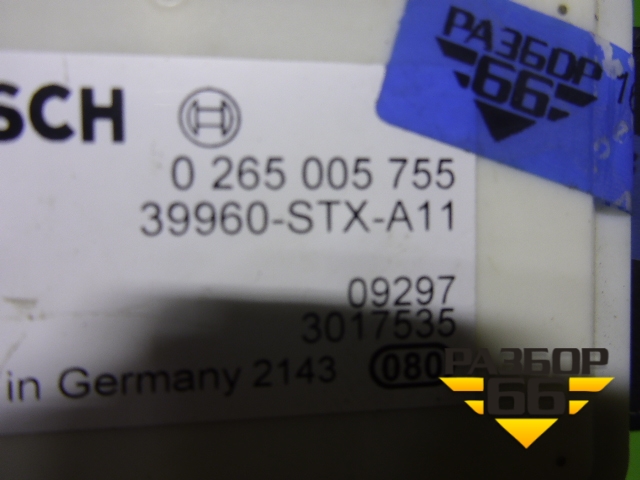 РАЗБОР
66
SCH
0 265 005 755
39960-STX-A11
09297
3017535
in Germany 2143 080
РАЗБОР
66